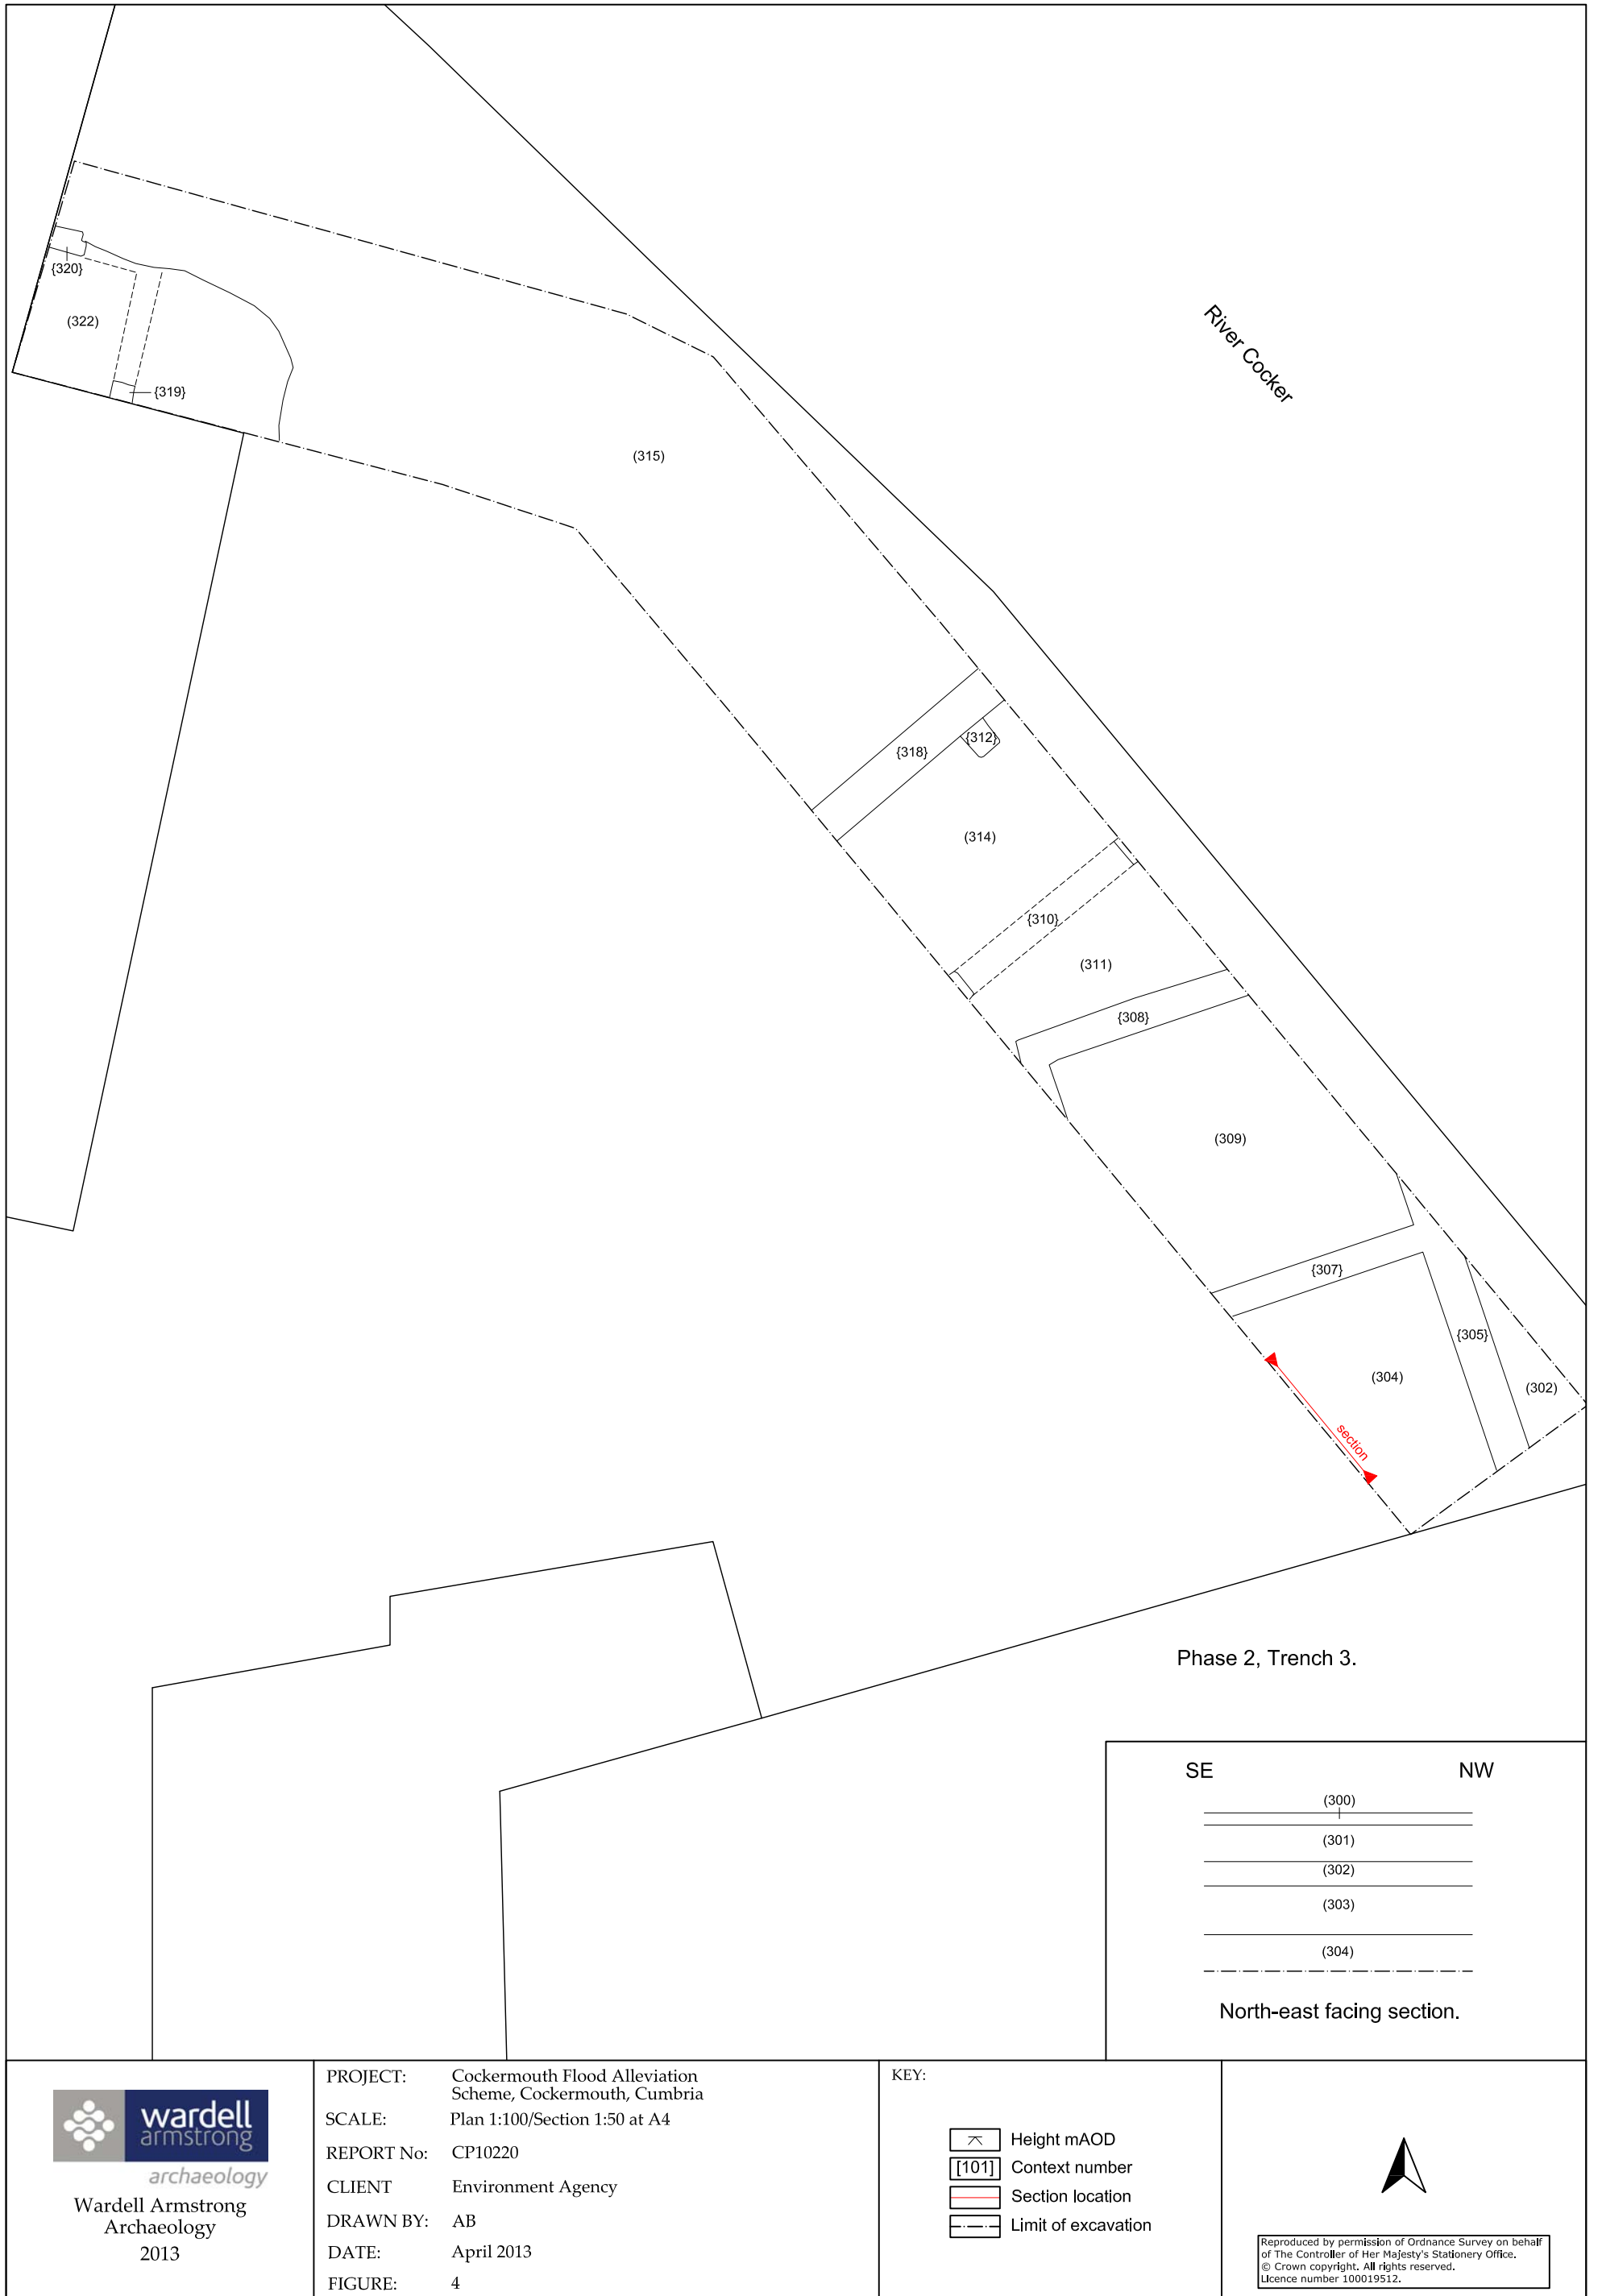 River Cocker
{320}
(322)
{319}
(315)
{318}
{312}
(314)
{310}
(311)
{308}
(309)
{307}
{305}
(304)
(302)
section
Phase 2, Trench 3.
SE NW
(300)
(301)
(302)
(303)
(304)
North-east facing section.
wardell
armstrong
archaeology
Wardell Armstrong
Archaeology
2013
PROJECT: Cockermouth Flood Alleviation
Scheme, Cockermouth, Cumbria
SCALE: Plan 1:100/Section 1:50 at A4
REPORT No: CP10220
CLIENT Environment Agency
DRAWN BY: AB
DATE: April 2013
FIGURE: 4
KEY:
Height mAOD
[101] Context number
Section location
Limit of excavation
Reproduced by permission of Ordnance Survey on behalf
of The Controller of Her Majesty's Stationery Office.
© Crown copyright. All rights reserved.
Licence number 100019512.